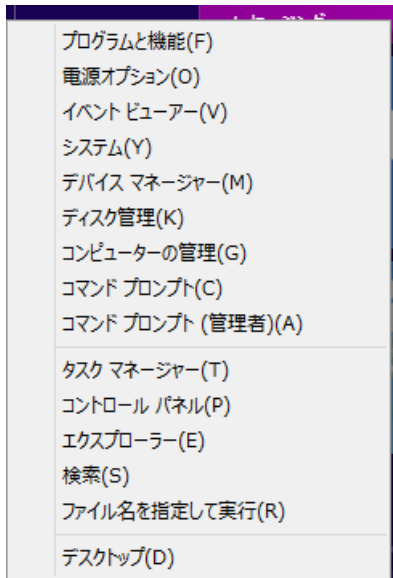 プログラムと機能(F)
電源オプション(O)
イベント ビューアー(V)
システム(Y)
デバイス マネージャー(M)
ディスク管理(K)
コンピューターの管理(G)
コマンド プロンプト(C)
コマンド プロンプト (管理者)(A)
タスク マネージャー(T)
コントロール パネル(P)
エクスプローラー(E)
検索(S)
ファイル名を指定して実行(R)
デスクトップ(D)